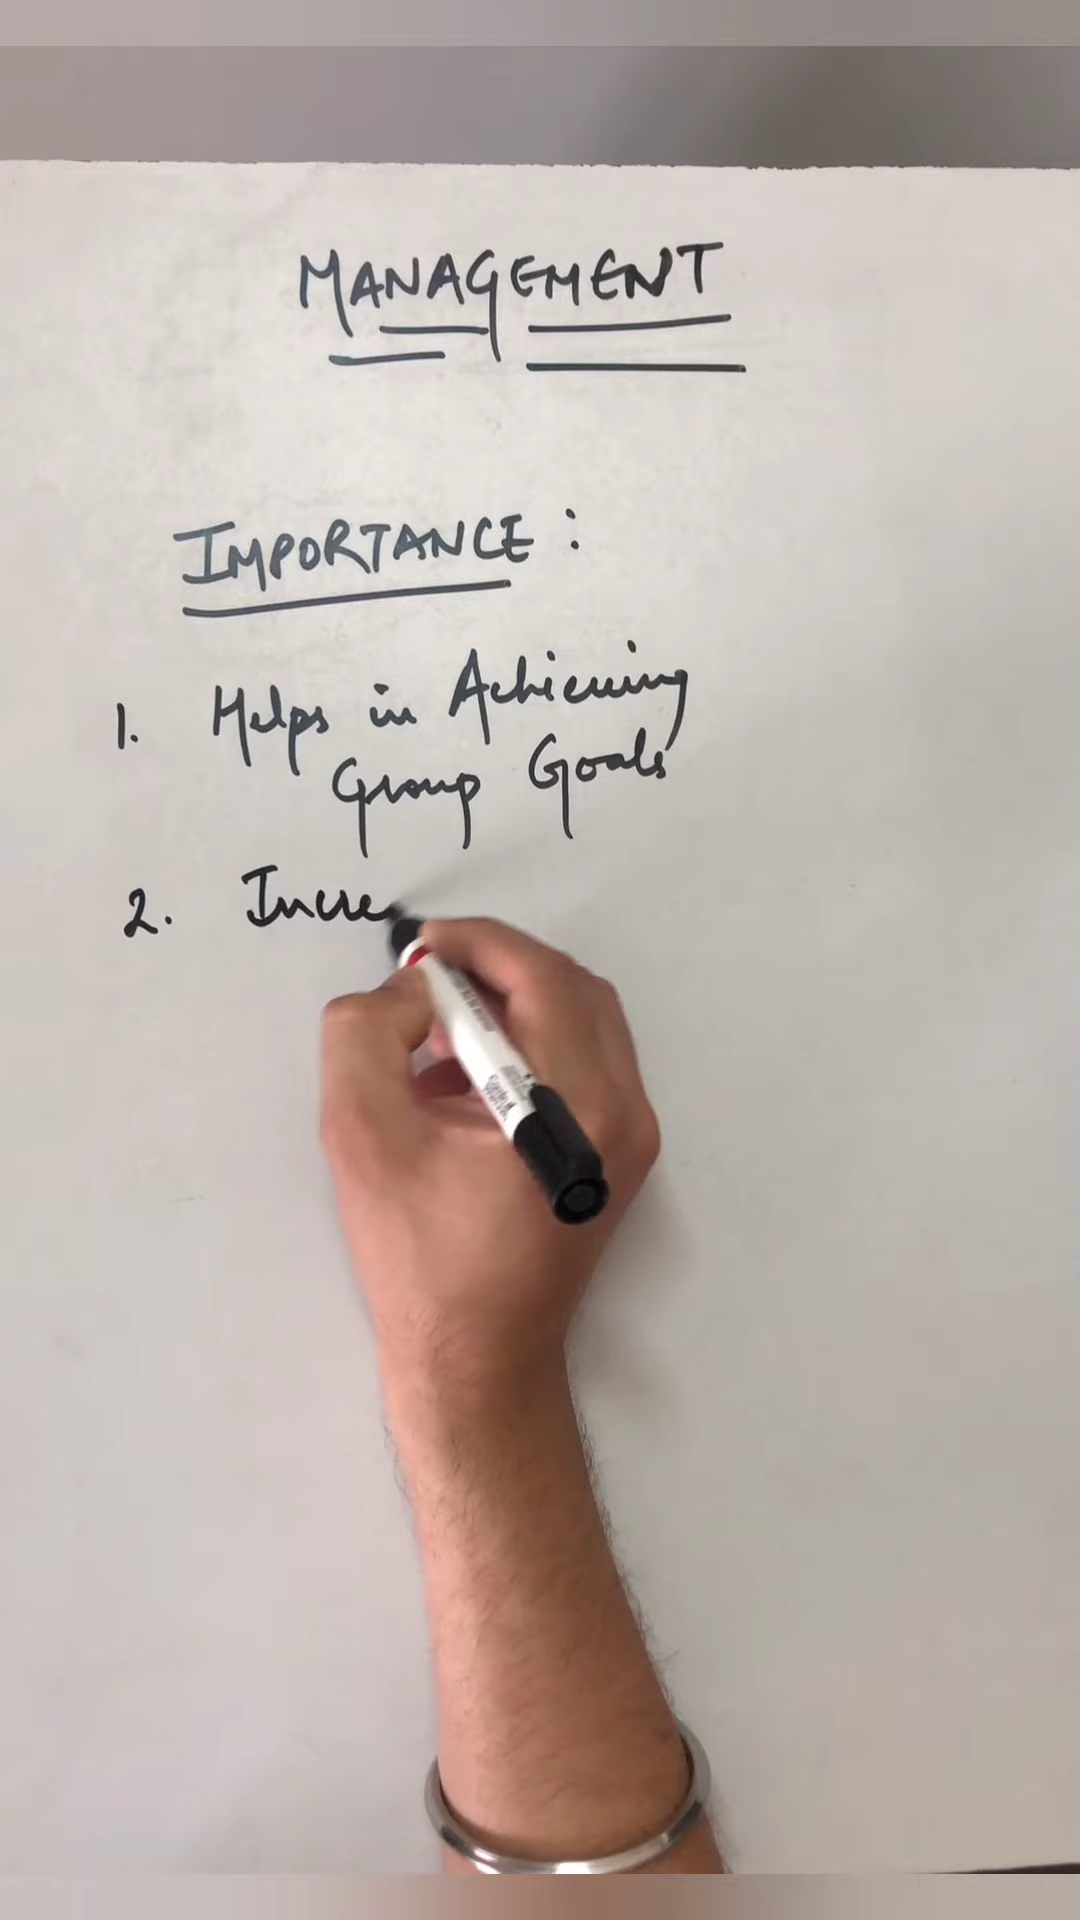 MANAGEMENT
IMPORTANCE :
1. Helps in Achieving
Group Goals
2. Incre